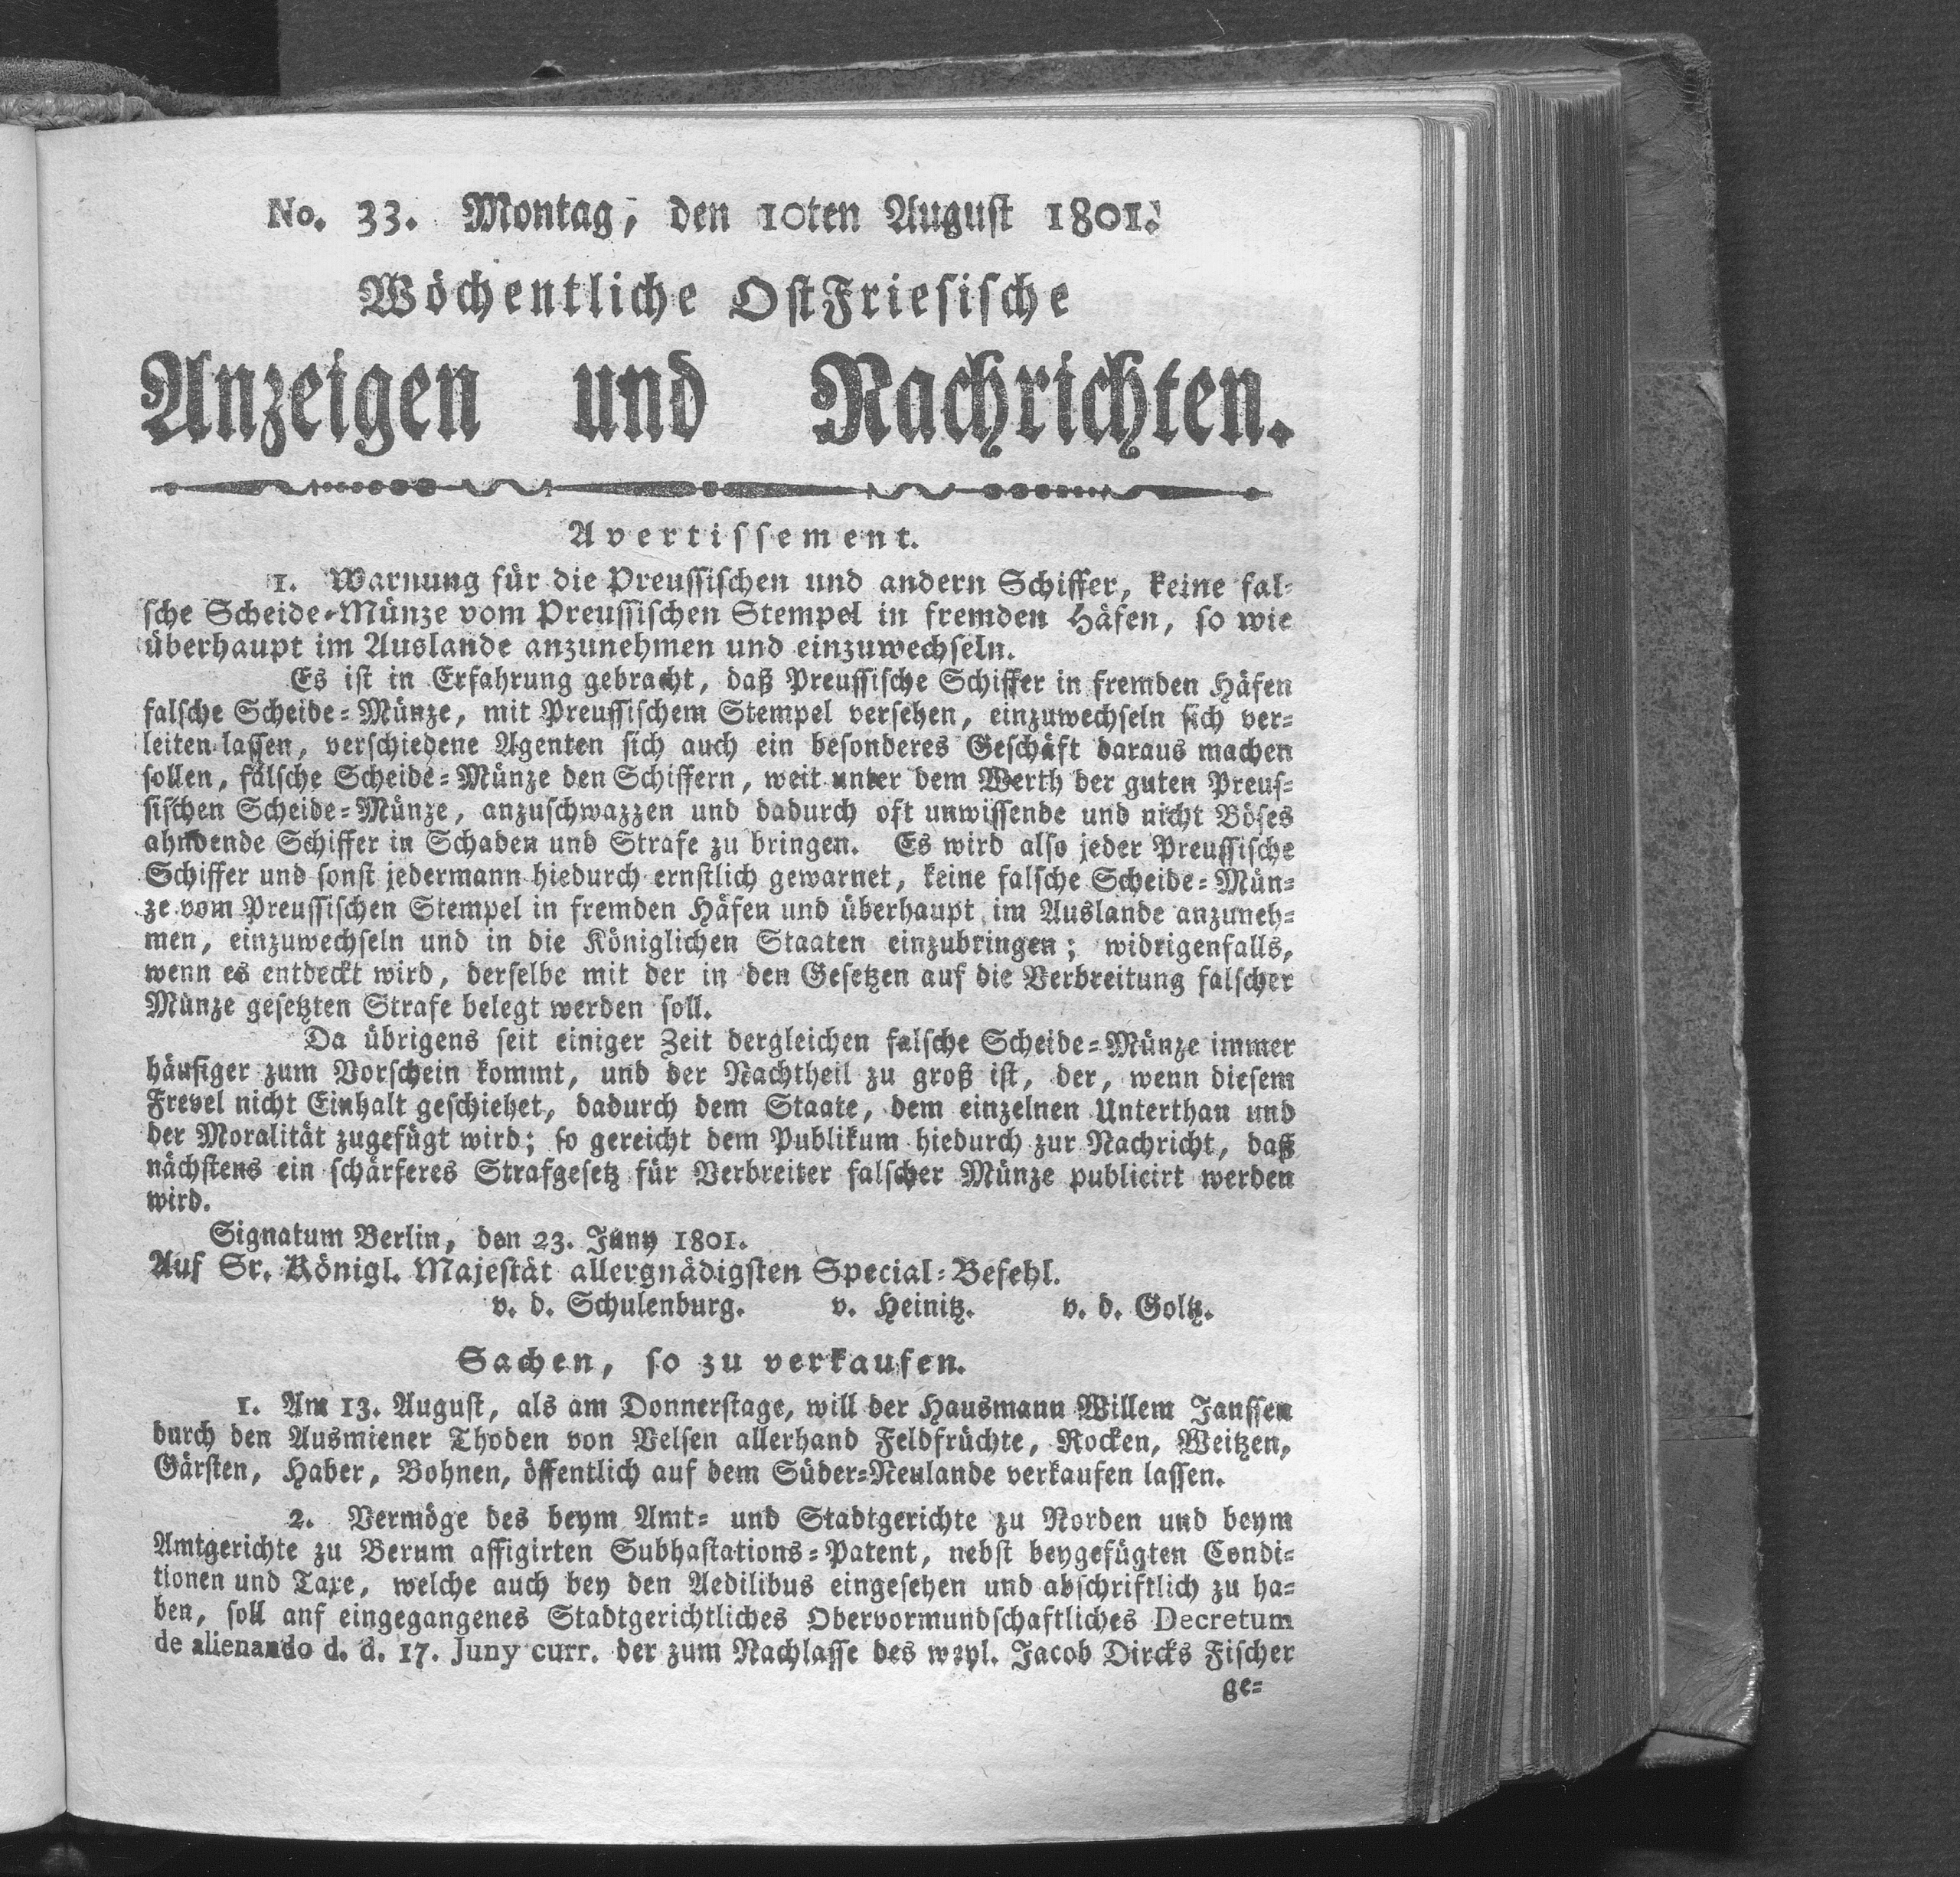 No. 33. Montag, den 10ten August 1801.
Wöchentliche OstFriesische
Anzeigen und Nachrichten.
Avertissement.
1. Warnung für die Preussischen und andern Schiffer, keine fal-
sche Scheide-Münze vom Preussischen Stempel in fremden Häfen, so wie
überhaupt im Auslande anzunehmen und einzuwechseln.
Es ist in Erfahrung gebracht, daß Preussische Schiffer in fremden Häfen
falsche Scheide-Münze, mit Preussischem Stempel versehen, einzuwechseln sich ver-
leiten lassen, verschiedene Agenten sich auch ein besonderes Geschäft daraus machen
sollen, falsche Scheide-Münze den Schiffern, weit unter dem Werth der guten Preus-
sischen Scheide-Münze, anzuschwazzen und dadurch oft unwissende und nicht Böses
ahndende Schiffer in Schaden und Strafe zu bringen. Es wird also jeder Preussische
Schiffer und sonst jedermann hiedurch ernstlich gewarnet, keine falsche Scheide-Mün-
ze vom Preussischen Stempel in fremden Häfen und überhaupt im Auslande anzuneh-
men, einzuwechseln und in die Königlichen Staaten einzubringen; widrigenfalls,
wenn es entdeckt wird, derselbe mit der in den Gesetzen auf die Verbreitung falscher
Münze gesetzten Strafe belegt werden soll.
Da übrigens seit einiger Zeit dergleichen falsche Scheide-Münze immer
häufiger zum Vorschein kommt, und der Nachtheil zu groß ist, der, wenn diesem
Frevel nicht Einhalt geschiehet, dadurch dem Staate, dem einzelnen Unterthan und
der Moralität zugefügt wird; so gereicht dem Publikum hiedurch zur Nachricht, daß
nächstens ein schärferes Strafgesetz für Verbreiter falscher Münze publicirt werden
wird.
Signatum Berlin, den 23. Juny 1801.
Auf Sr. Königl. Majestät allergnädigsten Special-Befehl.
v. d. Schulenburg. v. Heinitz. v. d. Goltz.
Sachen, so zu verkaufen.
1. Am 13. August, als am Donnerstage, will der Hausmann Willem Janssen
durch den Ausmiener Thoden von Velsen allerhand Feldfrüchte, Rocken, Weitzen,
Gärsten, Haber, Bohnen, öffentlich auf dem Süder-Neulande verkaufen lassen.
2. Vermöge des beym Amt- und Stadtgerichte zu Norden und beym
Amtgerichte zu Berum affigirten Subhastations-Patent, nebst beygefügten Condi-
tionen und Taxe, welche auch bey den Aedilibus eingesehen und abschriftlich zu ha-
ben, soll anf eingegangenes Stadtgerichtliches Obervormundschaftliches Decretum
de alienando d. d. 17. Juny curr. der zum Nachlasse des weyl. Jacob Dircks Fischer
ge-